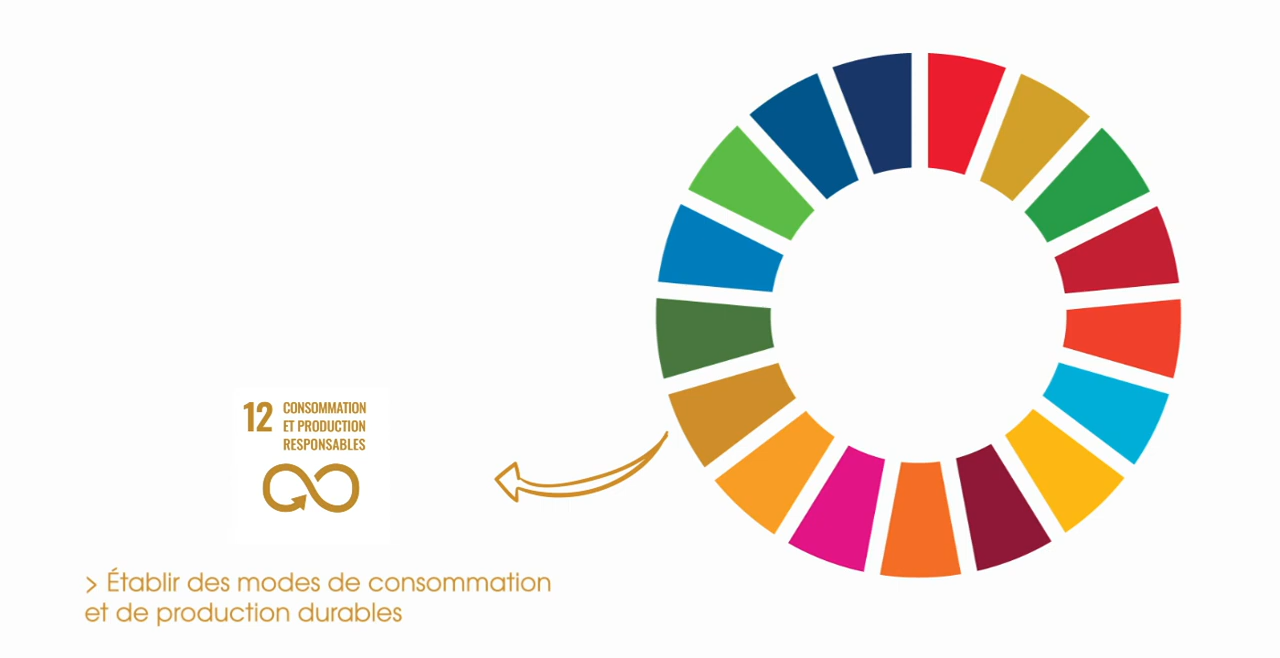 12 CONSOMMATION
ET PRODUCTION
RESPONSABLES
> Établir des modes de consommation
et de production durables